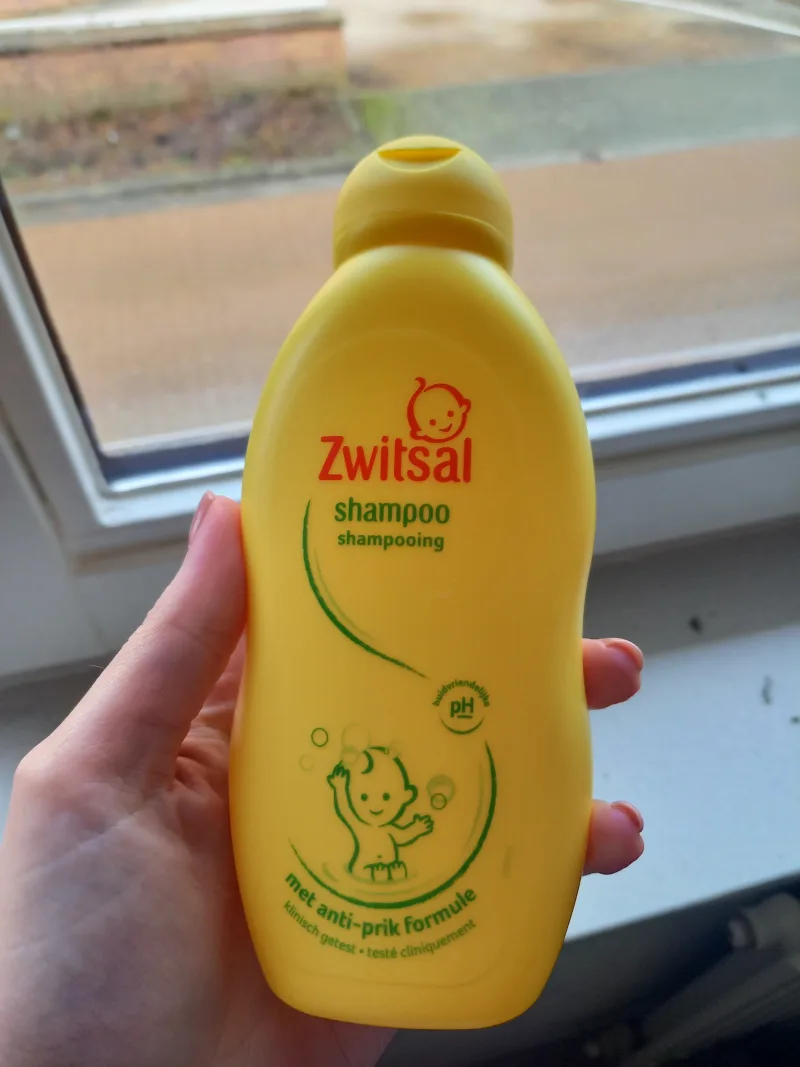 Zwitsal
shampoo
shampooing
huidvriendelijke
pH
met anti-prik formule
klinisch getest • testé cliniquement